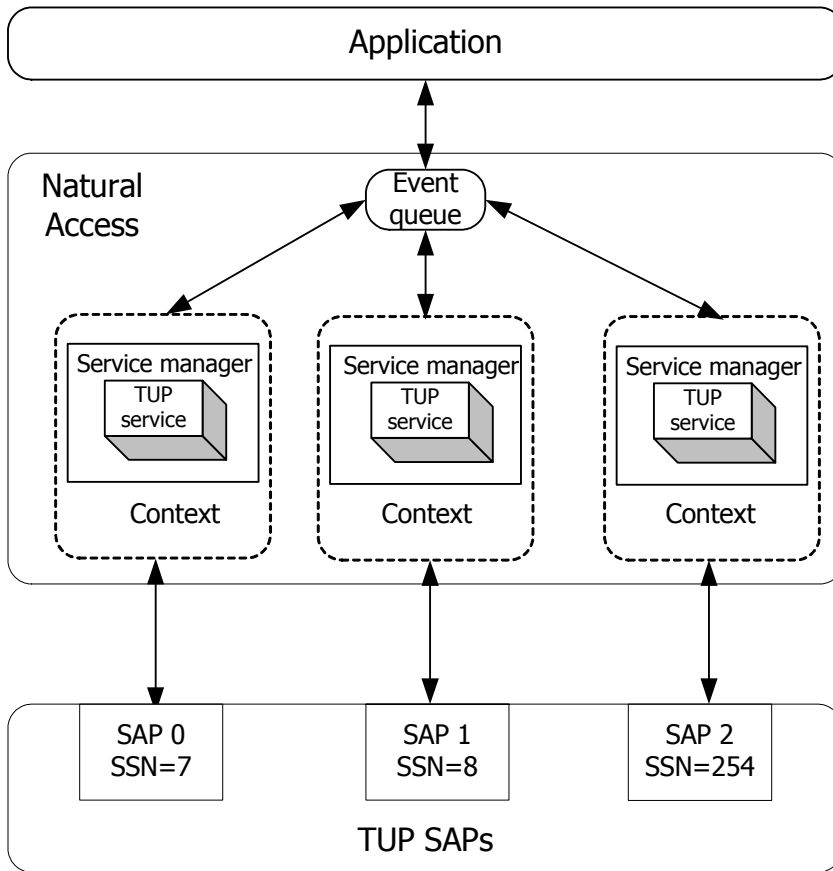 Application
Natural
Access
Event
queue
Service manager
TUP
service
Context
Service manager
TUP
service
Context
Service manager
TUP
service
Context
SAP 0
SSN=7
SAP 1
SSN=8
SAP 2
SSN=254
TUP SAPs